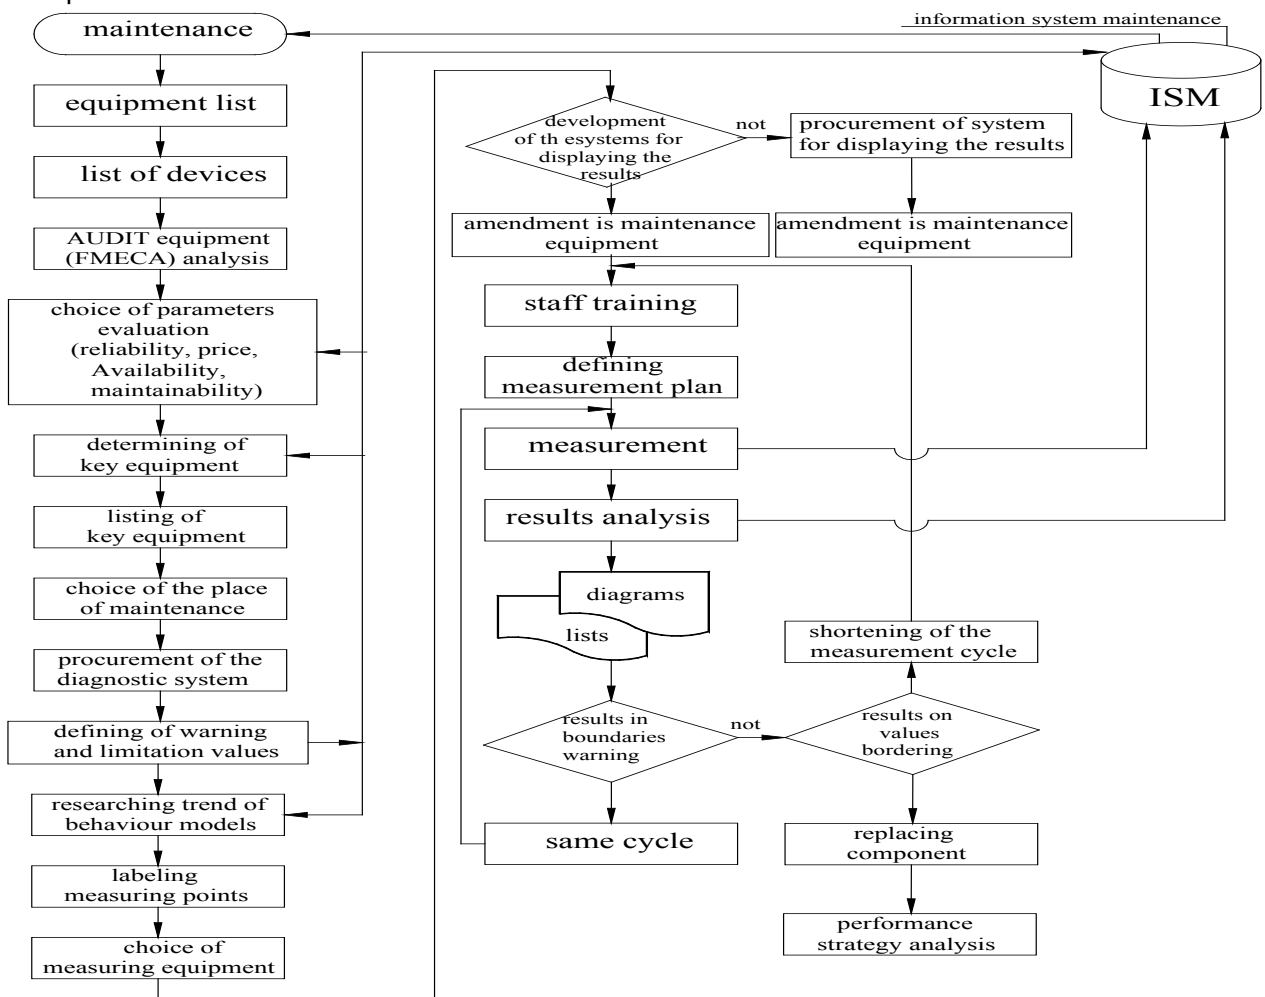 maintenance
equipment list
list of devices
AUDIT equipment
(FMECA) analysis
choice of parameters
evaluation
(reliability, price,
Availability,
maintainability)
determining of
key equipment
listing of
key equipment
choice of the place
of maintenance
procurement of the
diagnostic system
defining of warning
and limitation values
researching trend of
behaviour models
labeling
measuring points
choice of
measuring equipment
information system maintenance
ISM
development
of th esystems for
displaying the
results
not
procurement of system
for displaying the results
amendment is maintenance
equipment
amendment is maintenance
equipment
staff training
defining
measurement plan
measurement
results analysis
diagrams
lists
results in
boundaries
warning
not
results on
values
bordering
shortening of the
measurement cycle
same cycle
replacing
component
performance
strategy analysis